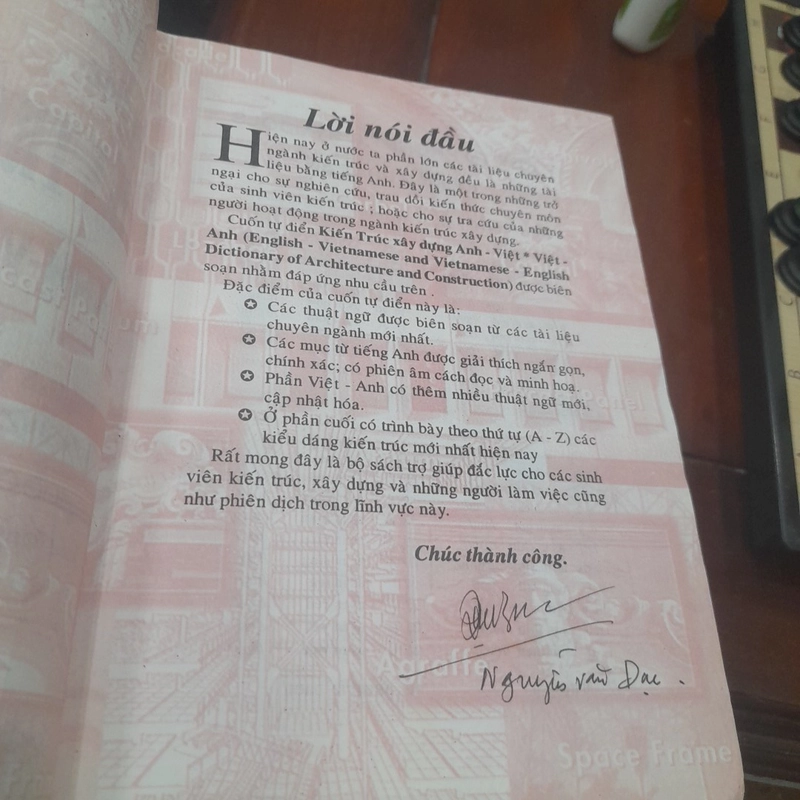 Lời nói đầu
Hiện nay ở nước ta phần lớn các tài liệu chuyên
ngành kiến trúc và xây dựng đều là những tài
liệu bằng tiếng Anh. Đây là một trong những trở
ngại cho sự nghiên cứu, trau dồi kiến thức chuyên môn
của sinh viên kiến trúc ; hoặc cho sự tra cứu của những
người hoạt động trong ngành kiến trúc xây dựng.
Cuốn tự điển Kiến Trúc xây dựng Anh - Việt * Việt -
Anh (English - Vietnamese and Vietnamese - English
Dictionary of Architecture and Construction) được biên
soạn nhằm đáp ứng nhu cầu trên .
Đặc điểm của cuốn tự điển này là:
✪ Các thuật ngữ được biên soạn từ các tài liệu
chuyên ngành mới nhất.
✪ Các mục từ tiếng Anh được giải thích ngắn gọn,
chính xác; có phiên âm cách đọc và minh hoạ.
✪ Phần Việt - Anh có thêm nhiều thuật ngữ mới,
cập nhật hóa.
✪ Ở phần cuối có trình bày theo thứ tự (A - Z) các
kiểu dáng kiến trúc mới nhất hiện nay
Rất mong đây là bộ sách trợ giúp đắc lực cho các sinh
viên kiến trúc, xây dựng và những người làm việc cũng
như phiên dịch trong lĩnh vực này.
Chúc thành công.
Nguyễn văn Đạc .
Capital
Panel
Agraffe
Space Frame